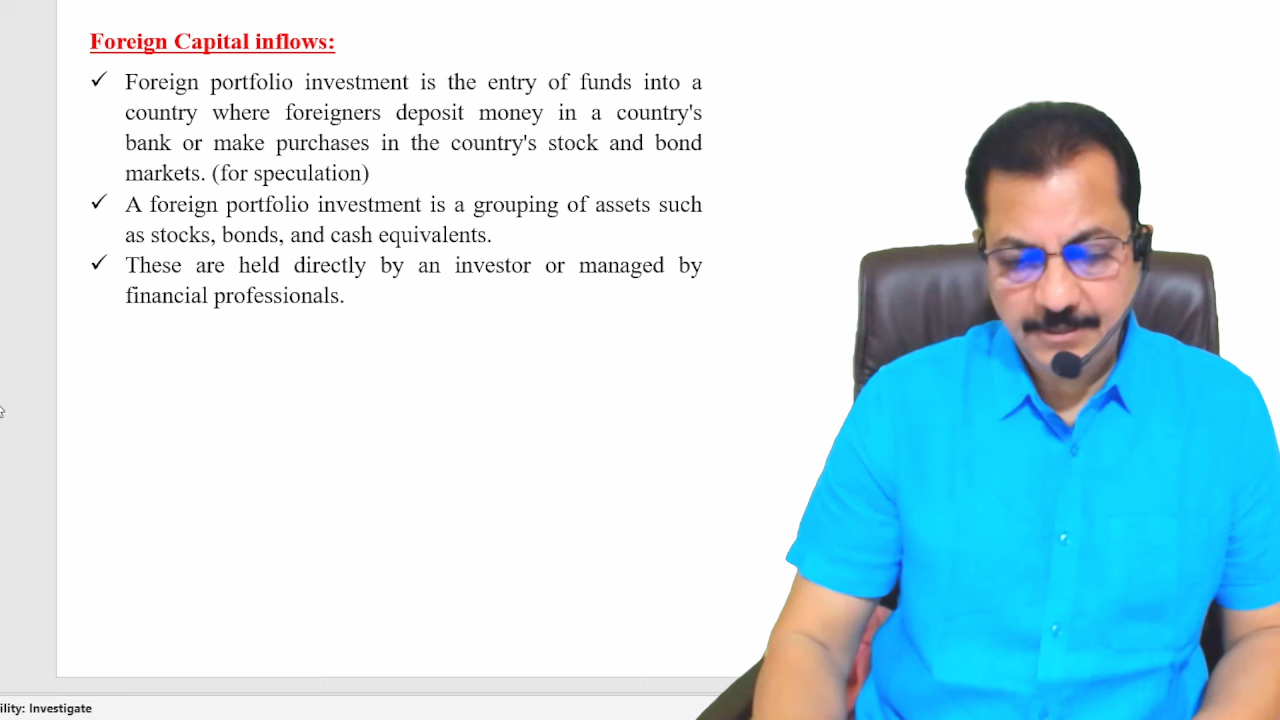 Foreign Capital inflows:
✓ Foreign portfolio investment is the entry of funds into a
country where foreigners deposit money in a country's
bank or make purchases in the country's stock and bond
markets. (for speculation)
✓ A foreign portfolio investment is a grouping of assets such
as stocks, bonds, and cash equivalents.
✓ These are held directly by an investor or managed by
financial professionals.
ility: Investigate